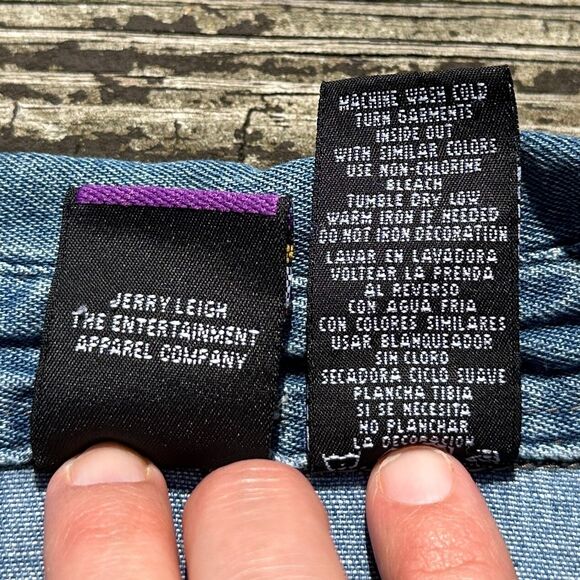 JERRY LEIGH
THE ENTERTAINMENT
APPAREL COMPANY
MACHINE WASH COLD
TURN GARMENTS
INSIDE OUT
WITH SIMILAR COLORS
USE NON-CHLORINE
BLEACH
TUMBLE DRY LOW
WARM IRON IF NEEDED
DO NOT IRON DECORATION
LAVAR EN LAVADORA
VOLTEAR LA PRENDA
AL REVERSO
CON AGUA FRIA
CON COLORES SIMILARES
USAR BLANQUEADOR
SIN CLORO
SECADORA CICLO SUAVE
PLANCHA TIBIA
SI SE NECESITA
NO PLANCHAR
LA DECORASION